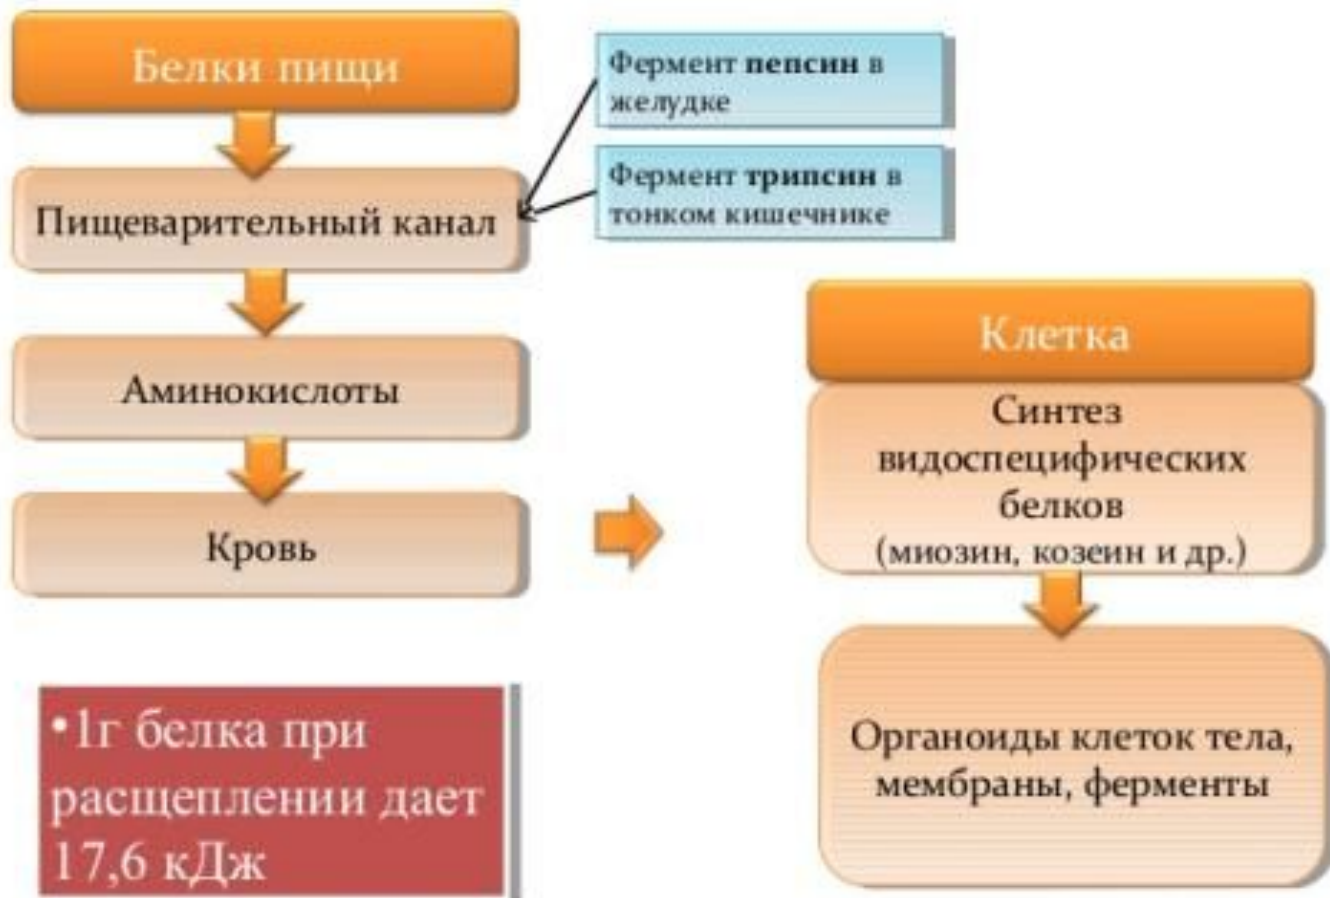 Белки пищи
Фермент пепсин в
желудке
Фермент трипсин в
тонком кишечнике
Пищеварительный канал
Аминокислоты
Кровь
Клетка
Синтез
видоспецифических
белков
(миозин, козеин и др.)
Органоиды клеток тела,
мембраны, ферменты
•1г белка при
расщеплении дает
17,6 кДж